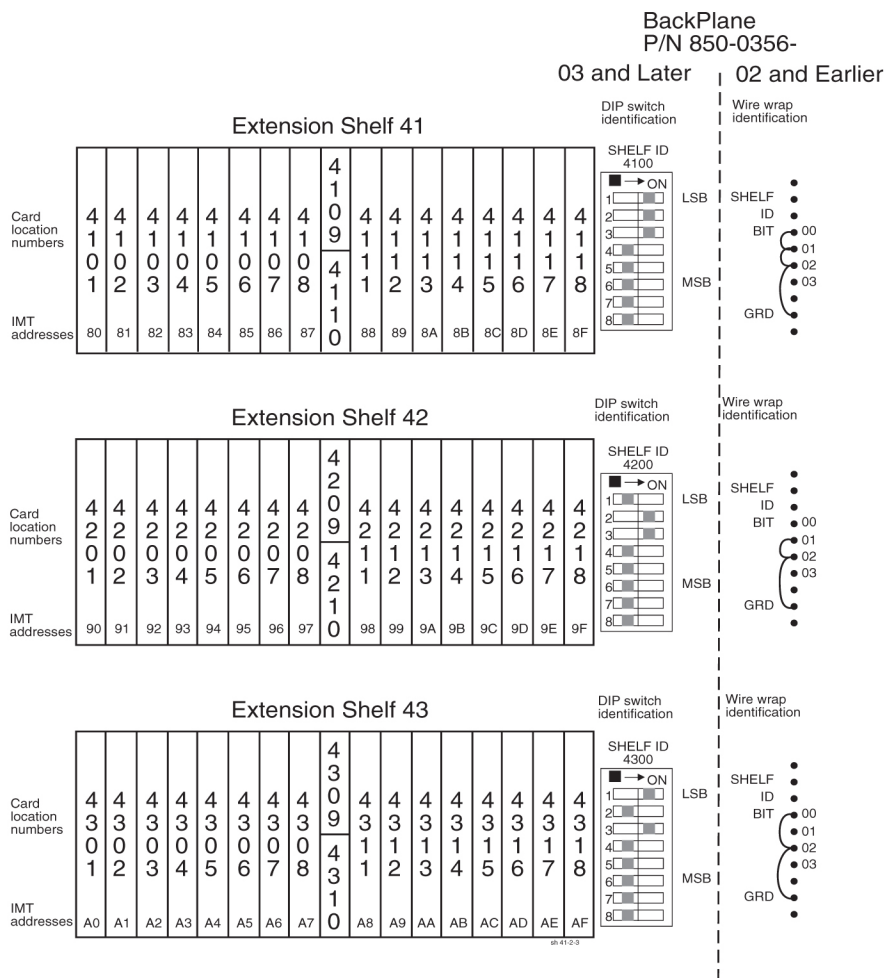 BackPlane
P/N 850-0356-
03 and Later
02 and Earlier
Extension Shelf 41
DIP switch
identification
Wire wrap
identification
SHELF ID
4100
ON
1
2
3
4
5
6
7
8
LSB
MSB
SHELF
ID
BIT
00
01
02
03
GRD
Card
location
numbers
4101 4102 4103 4104 4105 4106 4107 4108 4109 4110 4111 4112 4113 4114 4115 4116 4117 4118
IMT
addresses
80 81 82 83 84 85 86 87 88 89 8A 8B 8C 8D 8E 8F
Extension Shelf 42
DIP switch
identification
Wire wrap
identification
SHELF ID
4200
ON
1
2
3
4
5
6
7
8
LSB
MSB
SHELF
ID
BIT
00
01
02
03
GRD
Card
location
numbers
4201 4202 4203 4204 4205 4206 4207 4208 4209 4210 4211 4212 4213 4214 4215 4216 4217 4218
IMT
addresses
90 91 92 93 94 95 96 97 98 99 9A 9B 9C 9D 9E 9F
Extension Shelf 43
DIP switch
identification
Wire wrap
identification
SHELF ID
4300
ON
1
2
3
4
5
6
7
8
LSB
MSB
SHELF
ID
BIT
00
01
02
03
GRD
Card
location
numbers
4301 4302 4303 4304 4305 4306 4307 4308 4309 4310 4311 4312 4313 4314 4315 4316 4317 4318
IMT
addresses
A0 A1 A2 A3 A4 A5 A6 A7 A8 A9 AA AB AC AD AE AF
sh 41-2-3